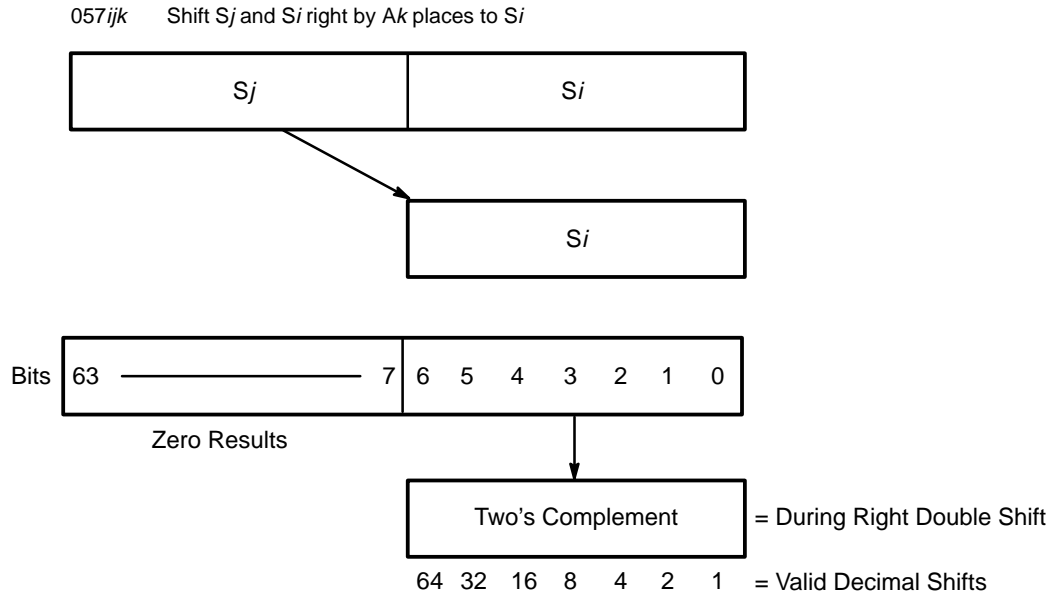 057ijk Shift Sj and Si right by Ak places to Si
Sj Si
Si
Bits 63 7 6 5 4 3 2 1 0
Zero Results
Two's Complement = During Right Double Shift
64 32 16 8 4 2 1 = Valid Decimal Shifts